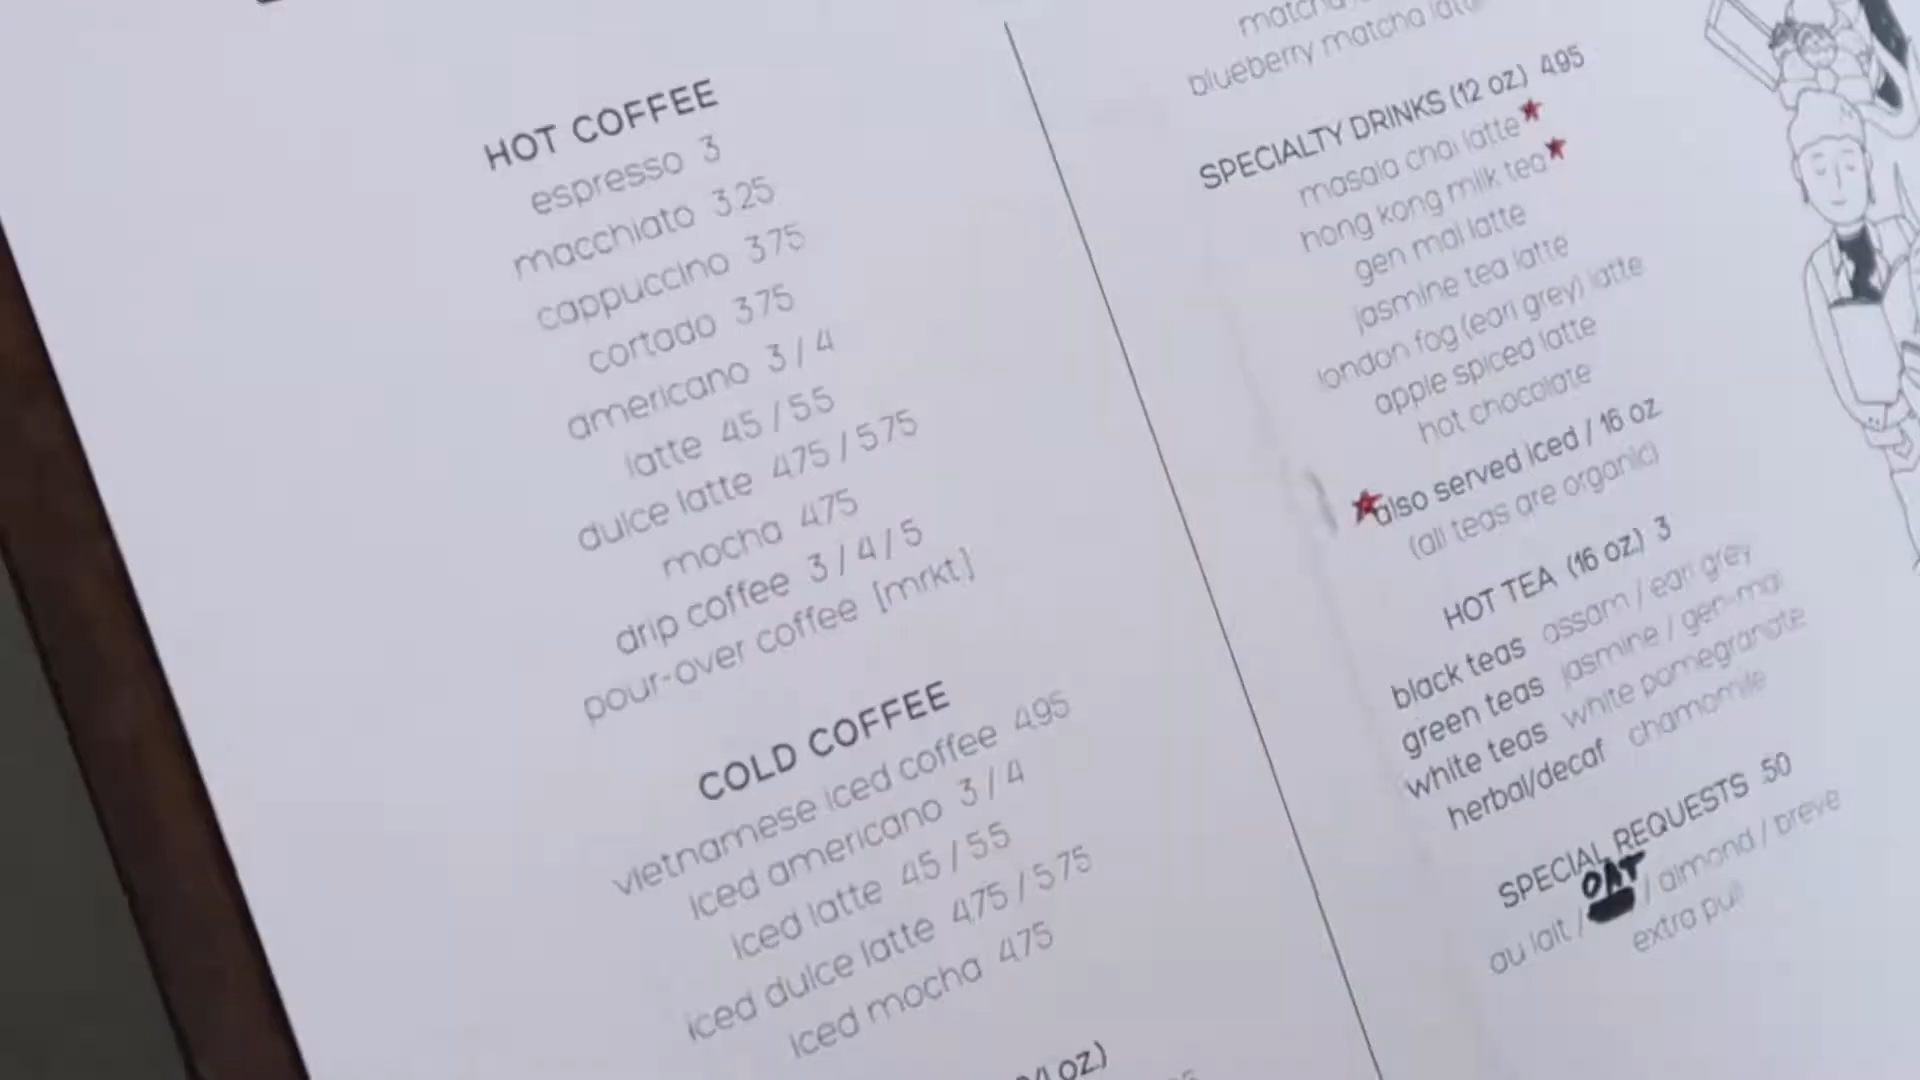 HOT COFFEE
espresso 3
macchiato 3.25
cappuccino 3.75
cortado 3.75
americano 3 / 4
latte 4.5 / 5.5
dulce latte 4.75 / 5.75
mocha 4.75
drip coffee 3 / 4 / 5
pour-over coffee [mrkt.]
COLD COFFEE
vietnamese iced coffee 4.95
iced americano 3 / 4
iced latte 4.5 / 5.5
iced dulce latte 4.75 / 5.75
iced mocha 4.75
oz.)
blueberry matcha
SPECIALTY DRINKS (12 oz.) 4.95
masala chai latte★
hong kong milk tea★
gen mai latte
jasmine tea latte
london fog (earl grey) latte
apple spiced latte
hot chocolate
★also served iced / 16 oz
(all teas are organic)
HOT TEA (16 oz.) 3
black teas assam / earl grey
green teas jasmine / gen-mai
white teas white pomegranate
herbal/decaf chamomile
SPECIAL REQUESTS .50
au lait / OAT / almond / breve
extra pull